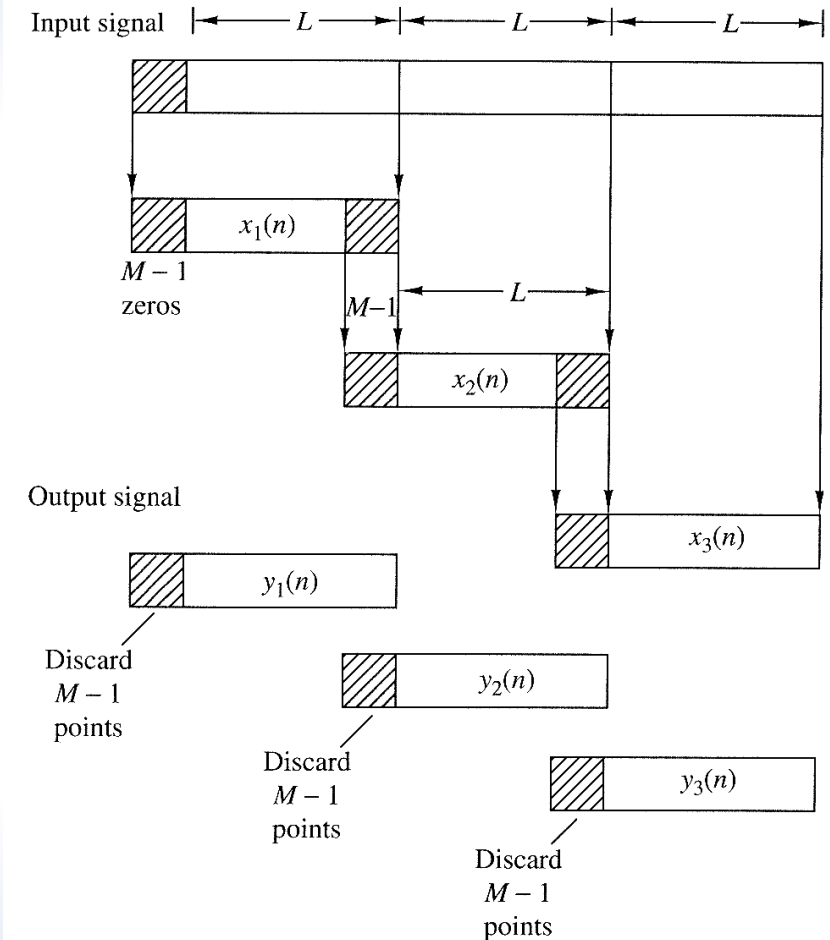 Input signal
L
L
L
x1(n)
M – 1
zeros
M–1
L
x2(n)
Output signal
x3(n)
y1(n)
Discard
M – 1
points
y2(n)
Discard
M – 1
points
y3(n)
Discard
M – 1
points